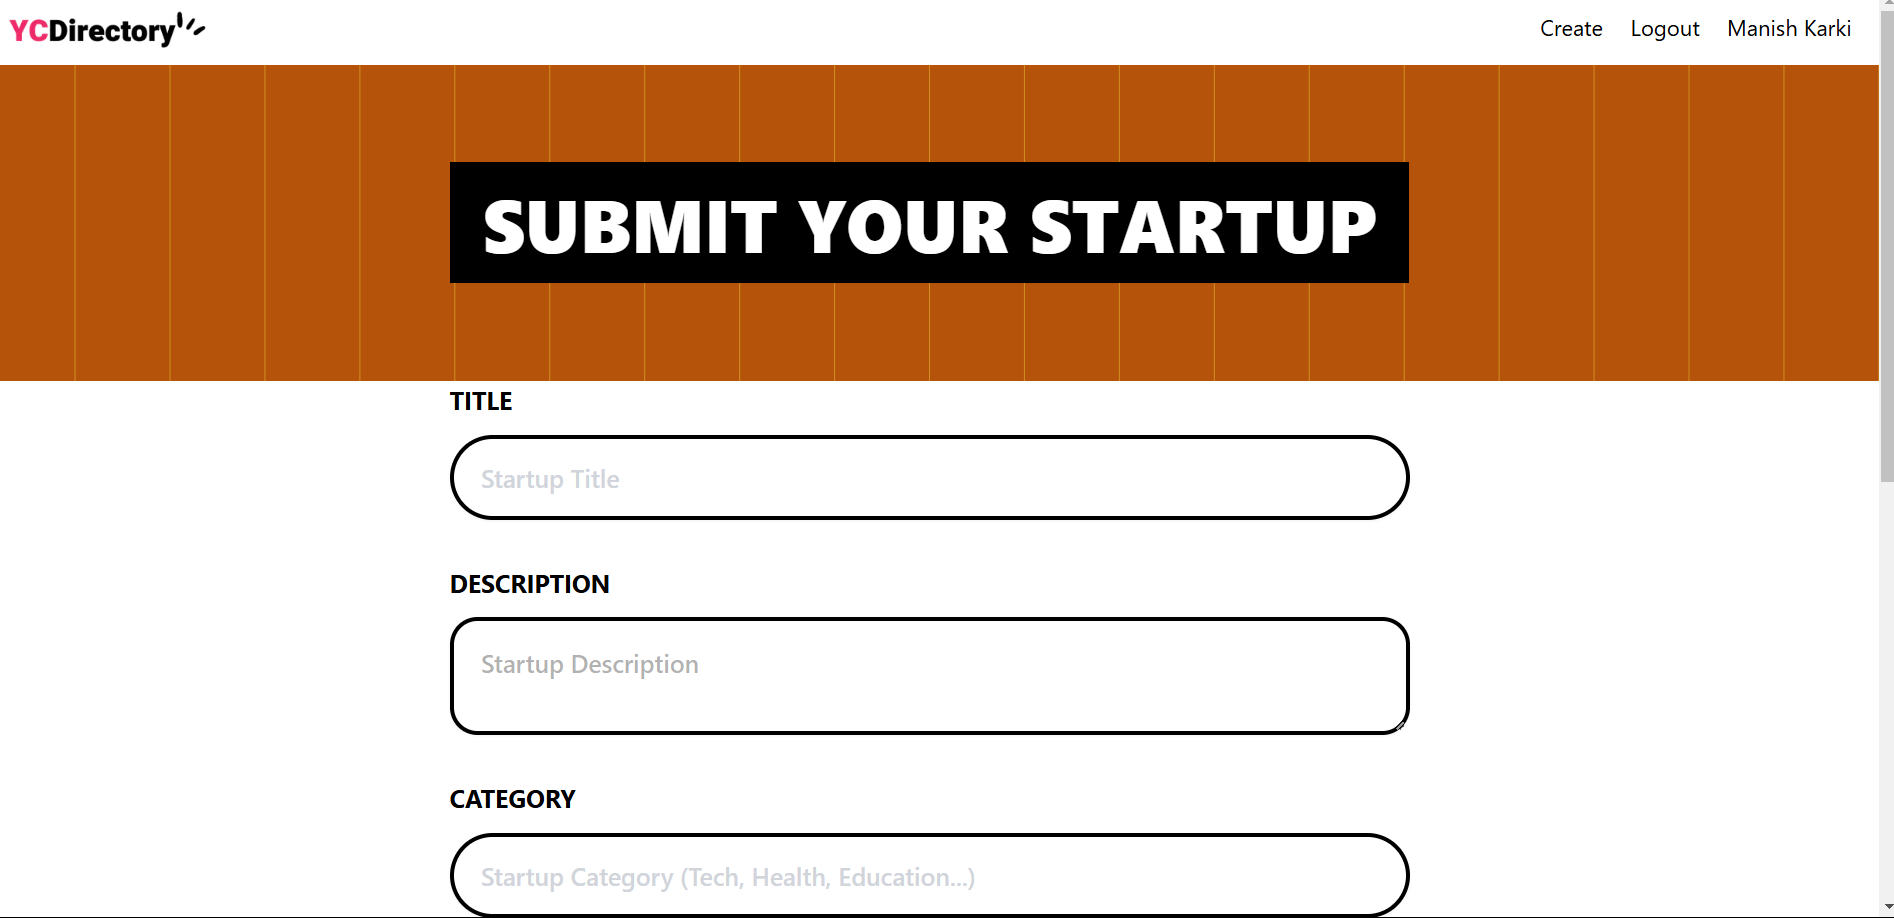 YCDirectory
Create Logout Manish Karki
SUBMIT YOUR STARTUP
TITLE
Startup Title
DESCRIPTION
Startup Description
CATEGORY
Startup Category (Tech, Health, Education...)